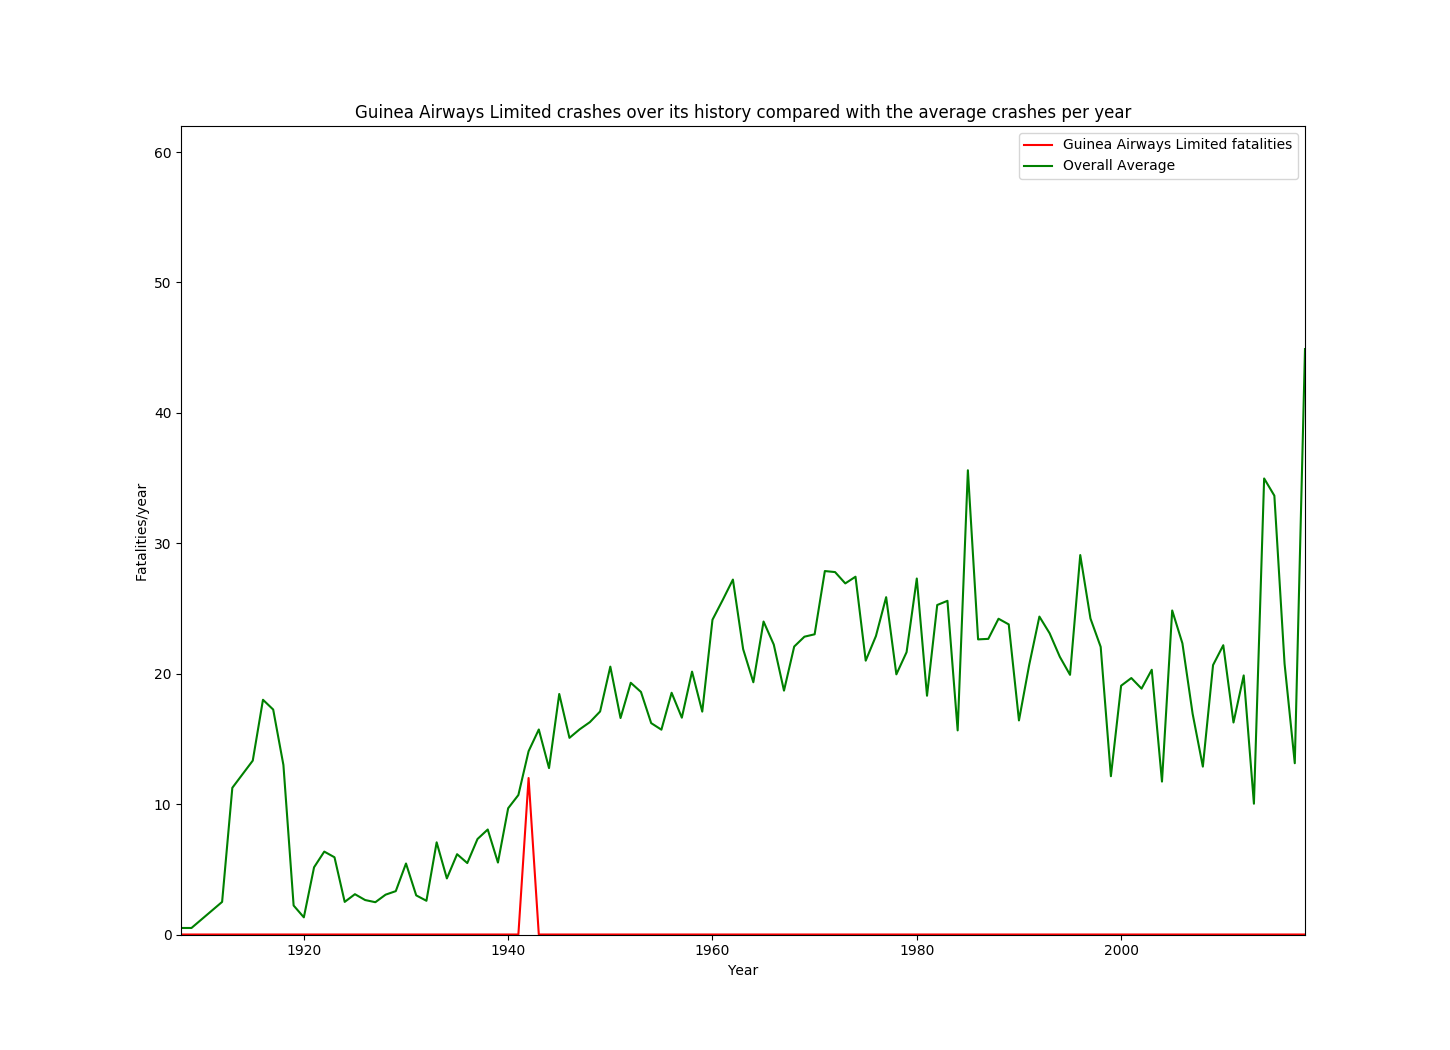 Guinea Airways Limited crashes over its history compared with the average crashes per year
Guinea Airways Limited fatalities
Overall Average
60
50
40
30
20
10
0
Fatalities/year
1920 1940 1960 1980 2000
Year